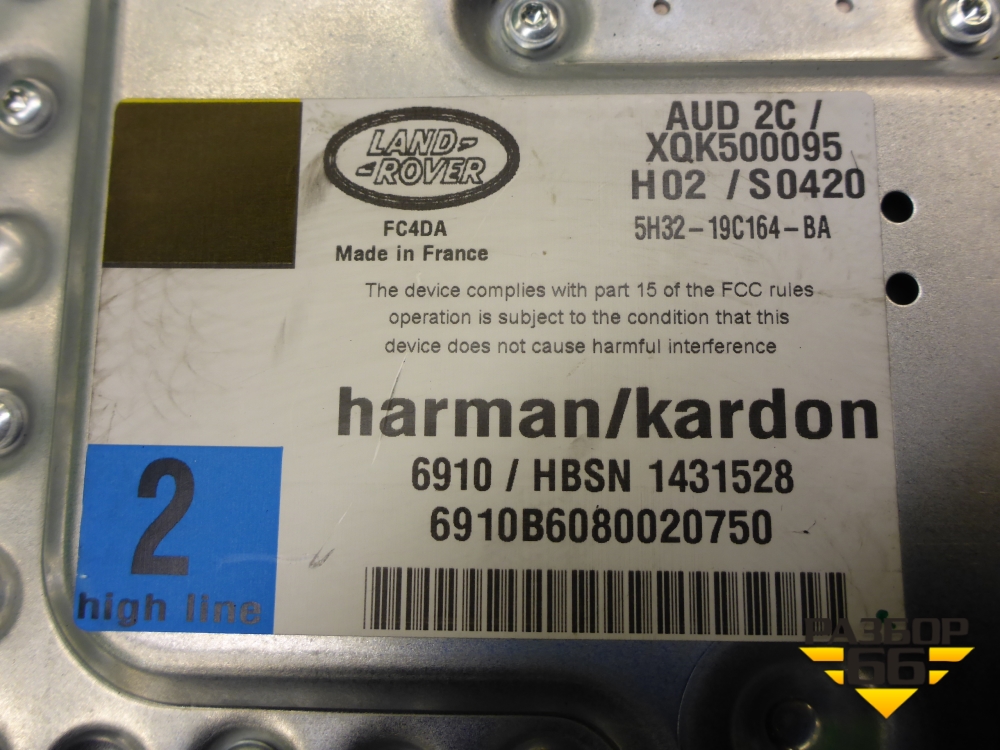 LAND-
-ROVER
FC4DA
Made in France
AUD 2C /
XQK500095
H02 / S0420
5H32-19C164-BA
The device complies with part 15 of the FCC rules
operation is subject to the condition that this
device does not cause harmful interference
harman/kardon
6910 / HBSN 1431528
6910B6080020750
2
high line
РАЗБОР
66